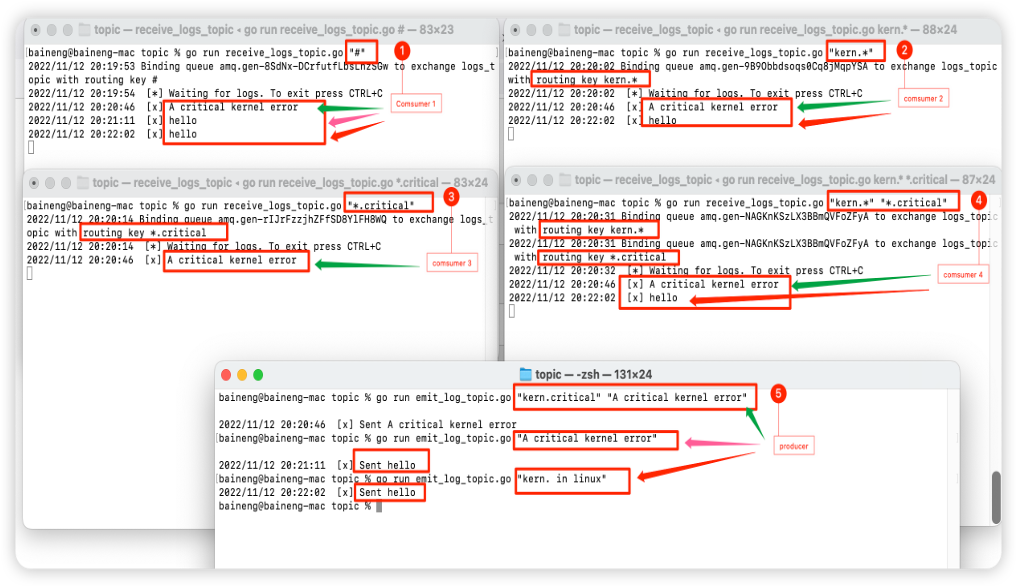 topic — receive_logs_topic ◂ go run receive_logs_topic.go # — 83×23
baineng@baineng-mac topic % go run receive_logs_topic.go "#"
1
2022/11/12 20:19:53 Binding queue amq.gen-8SdNx-DCrfutfLbsLhzSGw to exchange logs_t
opic with routing key #
2022/11/12 20:19:54 [*] Waiting for logs. To exit press CTRL+C
2022/11/12 20:20:46 [x] A critical kernel error
Comsumer 1
2022/11/12 20:21:11 [x] hello
2022/11/12 20:22:02 [x] hello
topic — receive_logs_topic ◂ go run receive_logs_topic.go kern.* — 88×24
baineng@baineng-mac topic % go run receive_logs_topic.go "kern.*"
2
2022/11/12 20:20:02 Binding queue amq.gen-9B9Obbdsoqs0Cq8jMqpYSA to exchange logs_topic
with routing key kern.*
2022/11/12 20:20:02 [*] Waiting for logs. To exit press CTRL+C
comsumer 2
2022/11/12 20:20:46 [x] A critical kernel error
2022/11/12 20:22:02 [x] hello
topic — receive_logs_topic ◂ go run receive_logs_topic.go *.critical — 83×24
baineng@baineng-mac topic % go run receive_logs_topic.go "*.critical"
3
2022/11/12 20:20:14 Binding queue amq.gen-rIJrFzzjhZFfSD8YlFH8WQ to exchange logs_t
opic with routing key *.critical
2022/11/12 20:20:14 [*] Waiting for logs. To exit press CTRL+C
2022/11/12 20:20:46 [x] A critical kernel error
comsumer 3
topic — receive_logs_topic ◂ go run receive_logs_topic.go kern.* *.critical — 87×24
baineng@baineng-mac topic % go run receive_logs_topic.go "kern.*" "*.critical"
4
2022/11/12 20:20:31 Binding queue amq.gen-NAGKnKSzLX3BBmQVFoZFyA to exchange logs_topic
with routing key kern.*
2022/11/12 20:20:31 Binding queue amq.gen-NAGKnKSzLX3BBmQVFoZFyA to exchange logs_topic
with routing key *.critical
2022/11/12 20:20:32 [*] Waiting for logs. To exit press CTRL+C
comsumer 4
2022/11/12 20:20:46 [x] A critical kernel error
2022/11/12 20:22:02 [x] hello
topic — -zsh — 131×24
baineng@baineng-mac topic % go run emit_log_topic.go "kern.critical" "A critical kernel error"
5
2022/11/12 20:20:46 [x] Sent A critical kernel error
baineng@baineng-mac topic % go run emit_log_topic.go "A critical kernel error"
producer
2022/11/12 20:21:11 [x] Sent hello
baineng@baineng-mac topic % go run emit_log_topic.go "kern. in linux"
2022/11/12 20:22:02 [x] Sent hello
baineng@baineng-mac topic %